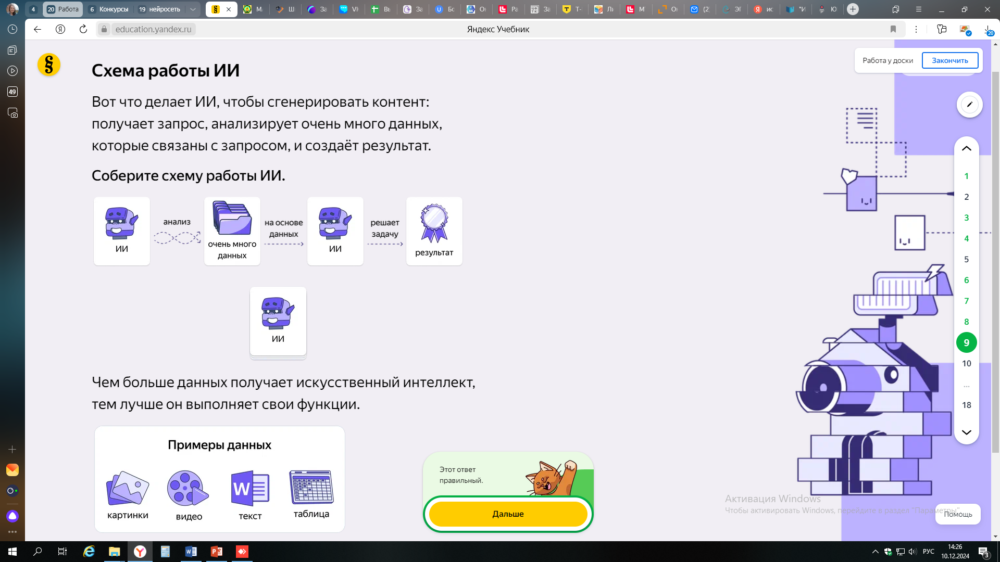 4
20 Работа
6 Конкурсы
19 нейросеть
education.yandex.ru
Яндекс Учебник
20
49
Схема работы ИИ
Вот что делает ИИ, чтобы сгенерировать контент:
получает запрос, анализирует очень много данных,
которые связаны с запросом, и создаёт результат.
Соберите схему работы ИИ.
ИИ
анализ
очень много
данных
на основе
данных
ИИ
решает
задачу
результат
ИИ
Чем больше данных получает искусственный интеллект,
тем лучше он выполняет свои функции.
Примеры данных
картинки
видео
W
текст
таблица
Этот ответ
правильный.
Дальше
Работа у доски
Закончить
1
2
3
4
5
6
7
8
9
10
...
18
Активация Windows
Чтобы активировать Windows, перейдите в раздел "Параметры".
Помощь
РУС
14:26
10.12.2024
3